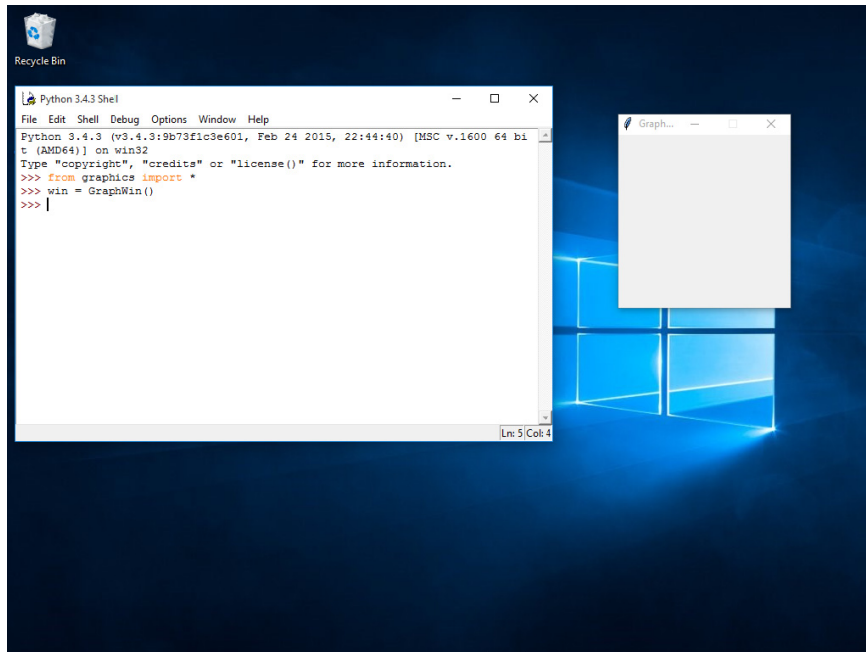 Recycle Bin
Python 3.4.3 Shell
File Edit Shell Debug Options Window Help
Python 3.4.3 (v3.4.3:9b73f1c3e601, Feb 24 2015, 22:44:40) [MSC v.1600 64 bi
t (AMD64)] on win32
Type "copyright", "credits" or "license()" for more information.
>>> from graphics import *
>>> win = GraphWin()
>>>
Ln: 5 Col: 4
Graph...